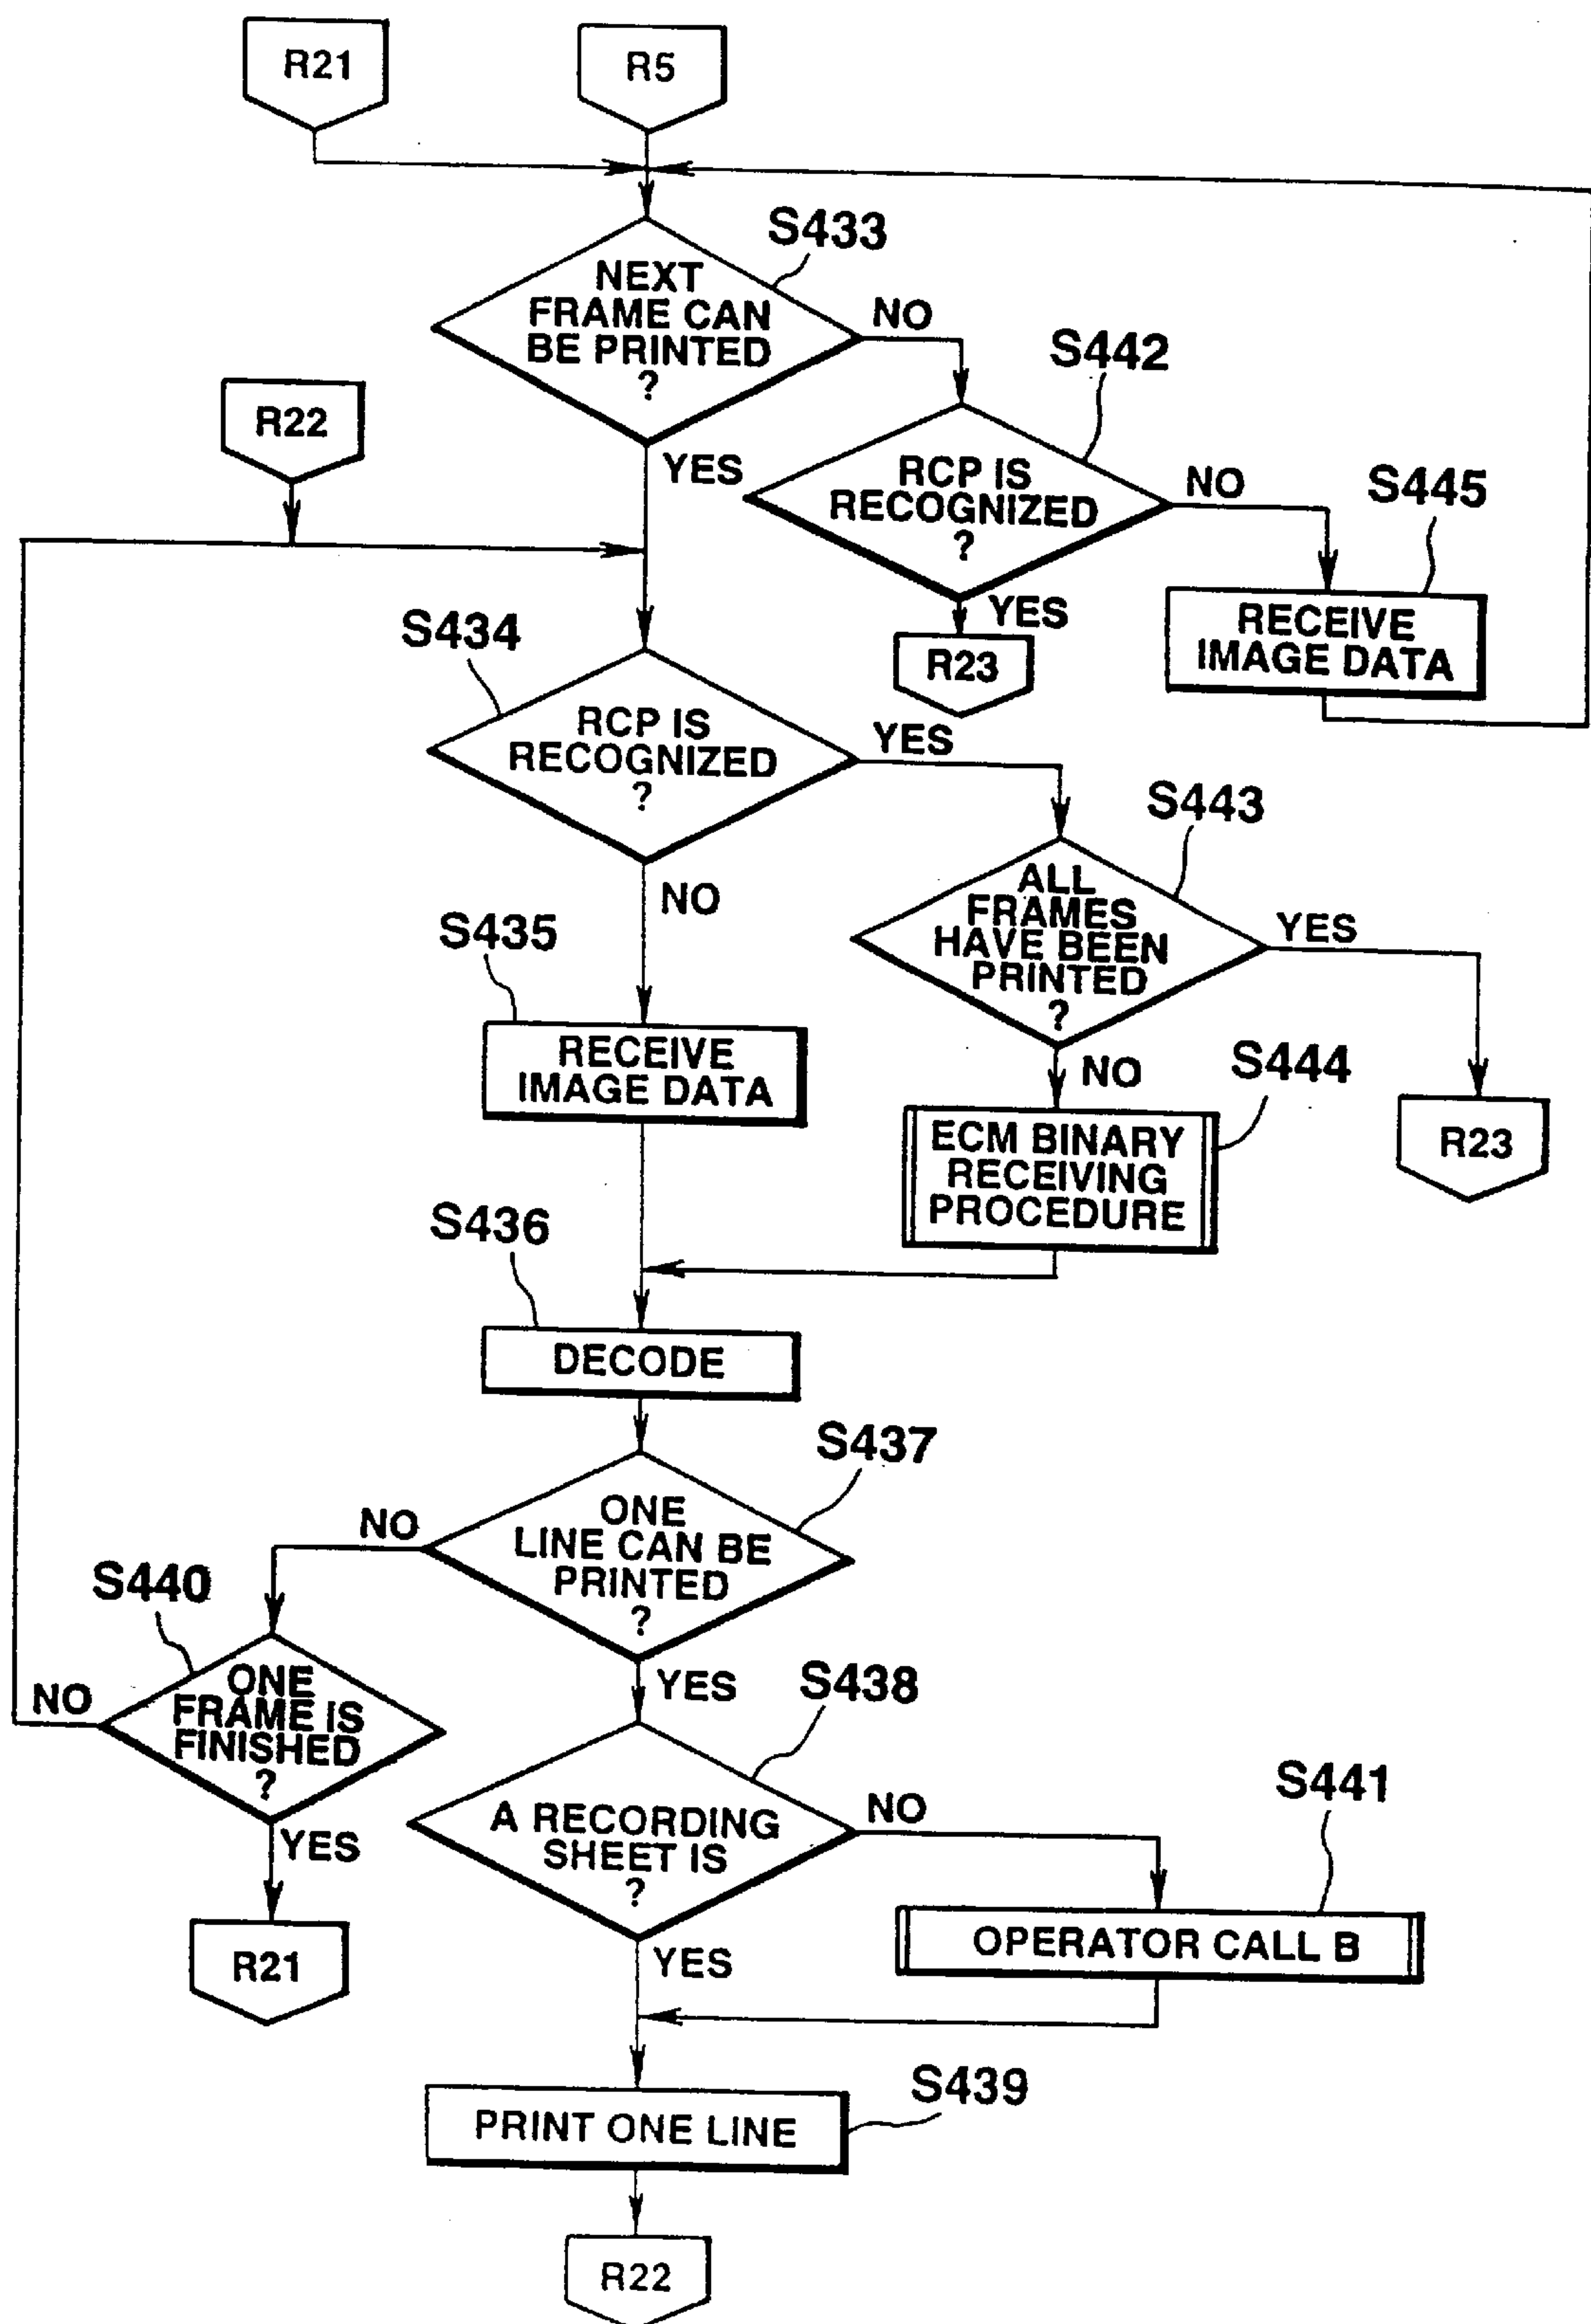 R21
R5
S433
NEXT
FRAME CAN
BE PRINTED
?
NO
S442
R22
YES
RCP IS
RECOGNIZED
?
NO
S445
YES
RECEIVE
IMAGE DATA
R23
S434
RCP IS
RECOGNIZED
?
YES
S443
NO
ALL
FRAMES
HAVE BEEN
PRINTED
?
YES
S435
RECEIVE
IMAGE DATA
NO
S444
ECM BINARY
RECEIVING
PROCEDURE
R23
S436
DECODE
S437
ONE
LINE CAN BE
PRINTED
?
NO
S440
ONE
FRAME IS
FINISHED
?
NO
YES
S438
A RECORDING
SHEET IS
?
NO
S441
YES
R21
OPERATOR CALL B
YES
S439
PRINT ONE LINE
R22